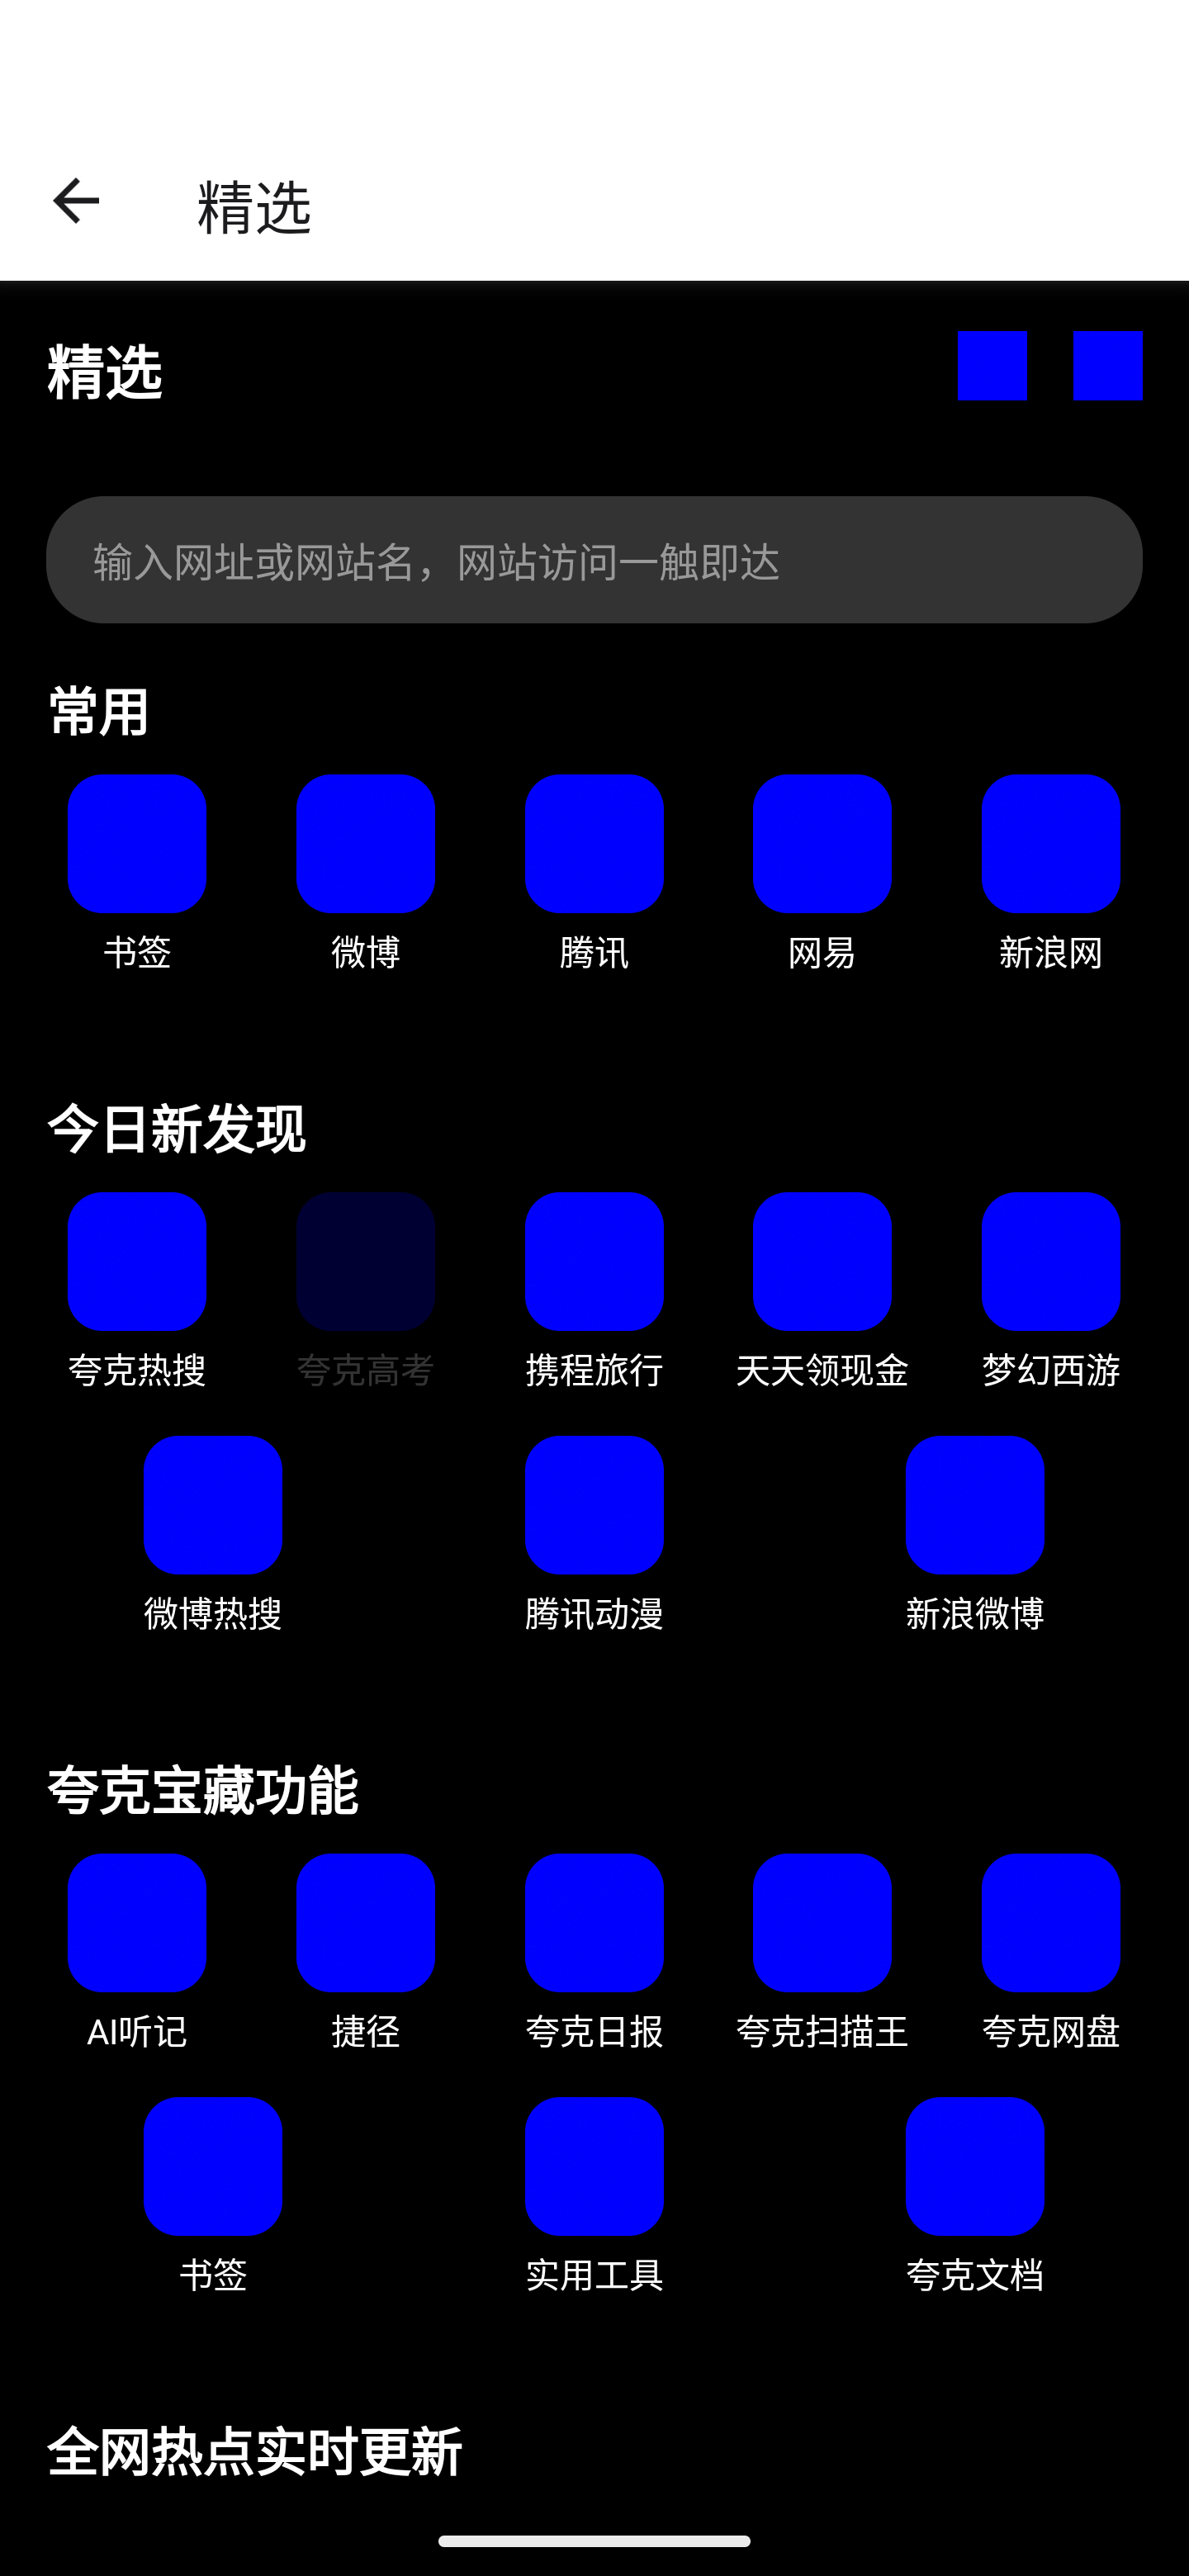 精选
精选
输入网址或网站名，网站访问一触即达
常用
书签 微博 腾讯 网易 新浪网
今日新发现
夸克热搜 夸克高考 携程旅行 天天领现金 梦幻西游
微博热搜 腾讯动漫 新浪微博
夸克宝藏功能
AI听记 捷径 夸克日报 夸克扫描王 夸克网盘
书签 实用工具 夸克文档
全网热点实时更新